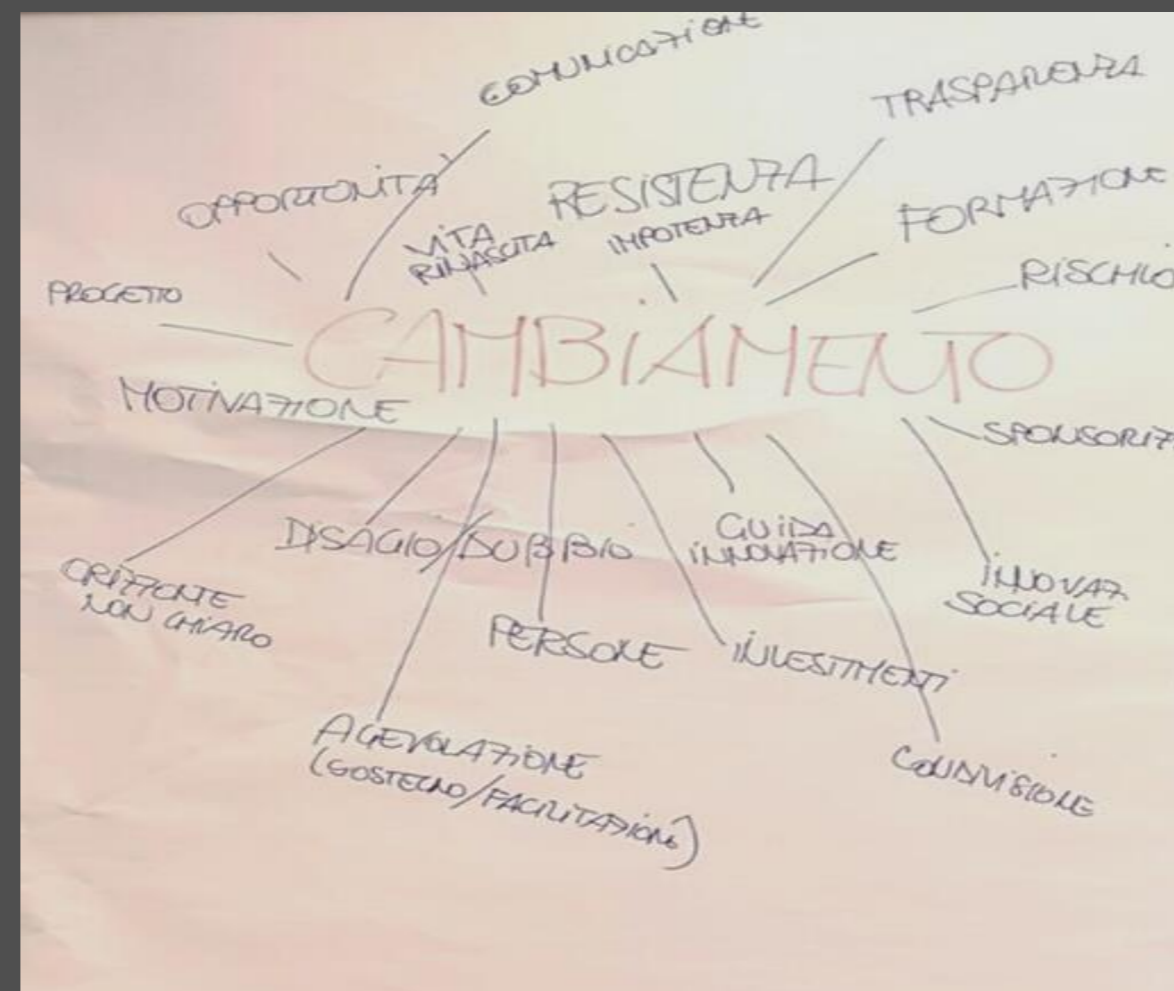 COMUNICAZIONE
TRASPARENZA
OPPORTUNITÀ
VITA
RINASCITA
RESISTENZA
IMPOTENZA
FORMAZIONE
RISCHIO
PROGETTO
CAMBIAMENTO
MOTIVAZIONE
SPONSORIZ
DISAGIO/DUBBIO
GUIDA
INNOVAZIONE
ORIZZONTE
NON CHIARO
INNOVAZ
SOCIALE
PERSONE
INVESTIMENTI
AGEVOLAZIONE
(SOSTEGNO/FACILITAZIONE)
CONDIVISIONE